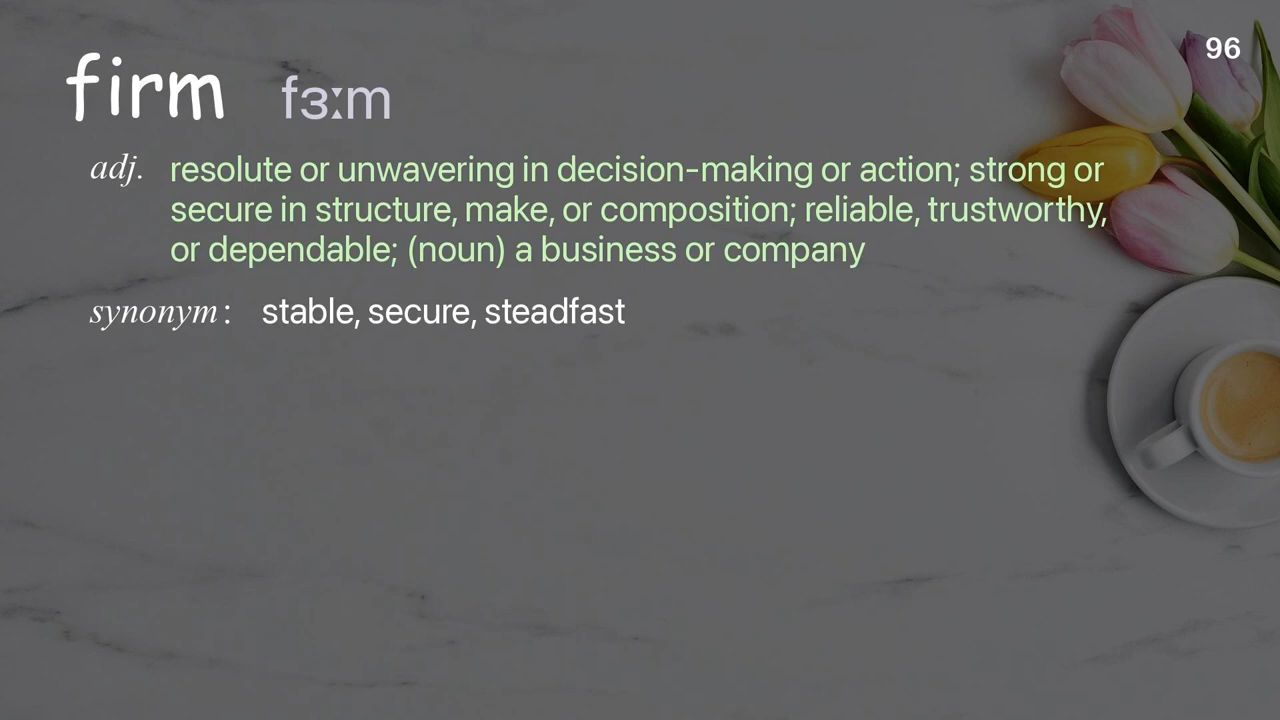 96
firm fɜːm
adj. resolute or unwavering in decision-making or action; strong or
secure in structure, make, or composition; reliable, trustworthy,
or dependable; (noun) a business or company
synonym : stable, secure, steadfast